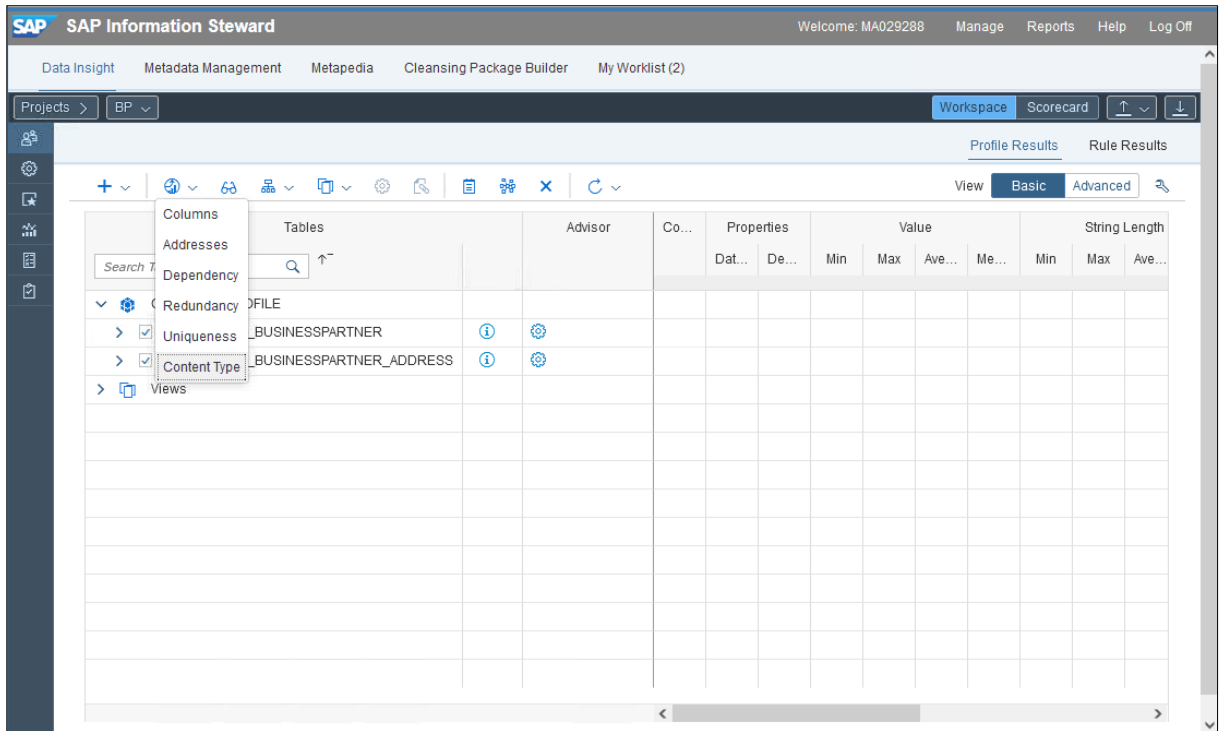 SAP SAP Information Steward Welcome: MA029288 Manage Reports Help Log Off
Data Insight Metadata Management Metapedia Cleansing Package Builder My Worklist (2)
Projects BP Workspace Scorecard
Profile Results Rule Results
View Basic Advanced
Columns
Addresses
Dependency
Redundancy
Uniqueness
Content Type
Tables Advisor Co... Properties Value String Length
Search Dat... De... Min Max Ave... Me... Min Max Ave...
OFILE
_BUSINESSPARTNER
_BUSINESSPARTNER_ADDRESS
Views